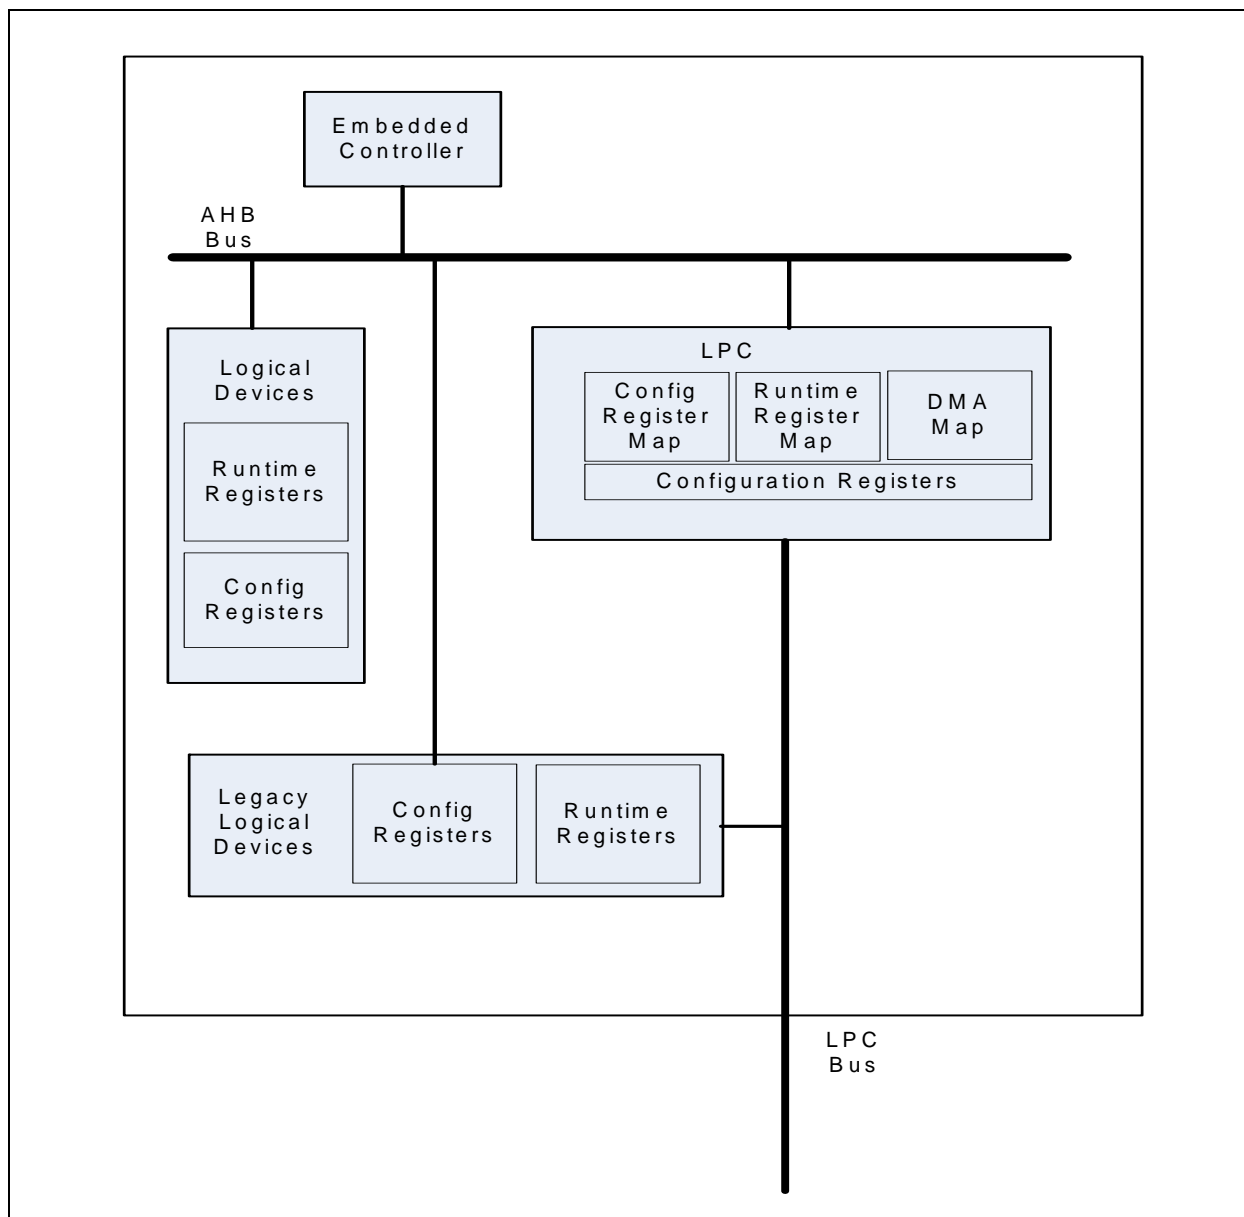 Embedded
Controller
AHB
Bus
Logical
Devices
Runtime
Registers
Config
Registers
LPC
Config
Register
Map
Runtime
Register
Map
DMA
Map
Configuration Registers
Legacy
Logical
Devices
Config
Registers
Runtime
Registers
LPC
Bus